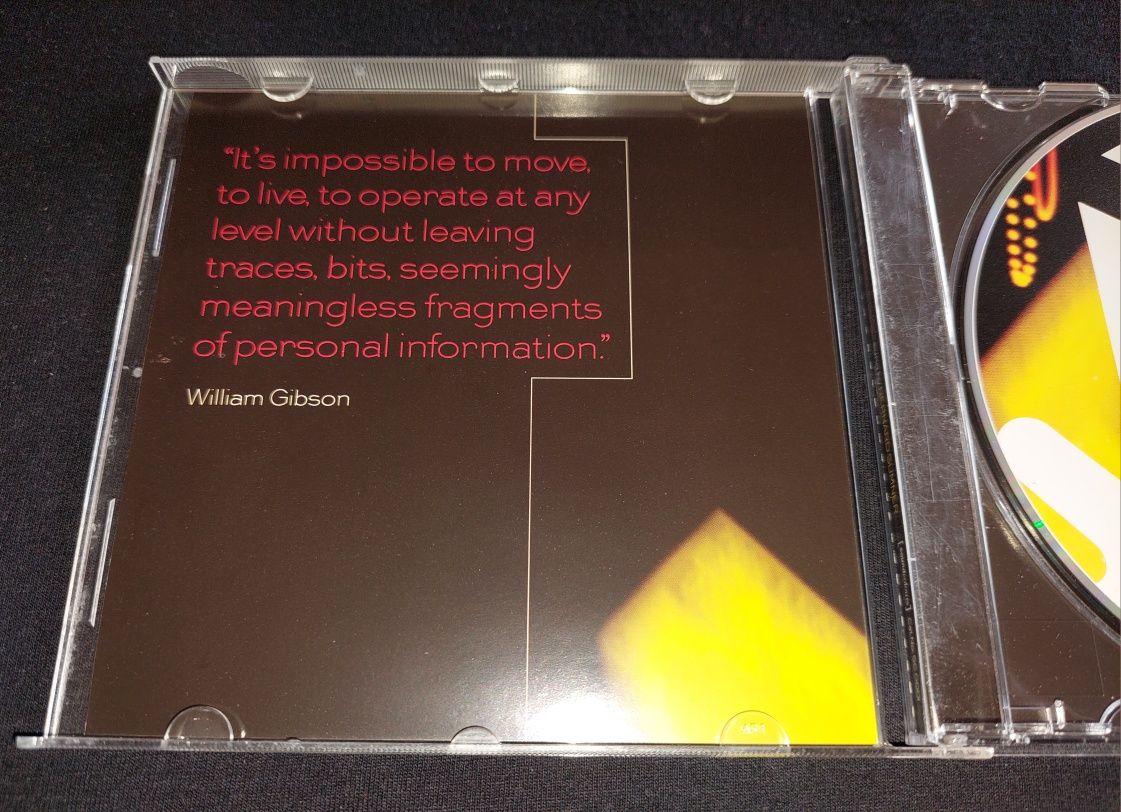 “It’s impossible to move,
to live, to operate at any
level without leaving
traces, bits, seemingly
meaningless fragments
of personal information.”
William Gibson